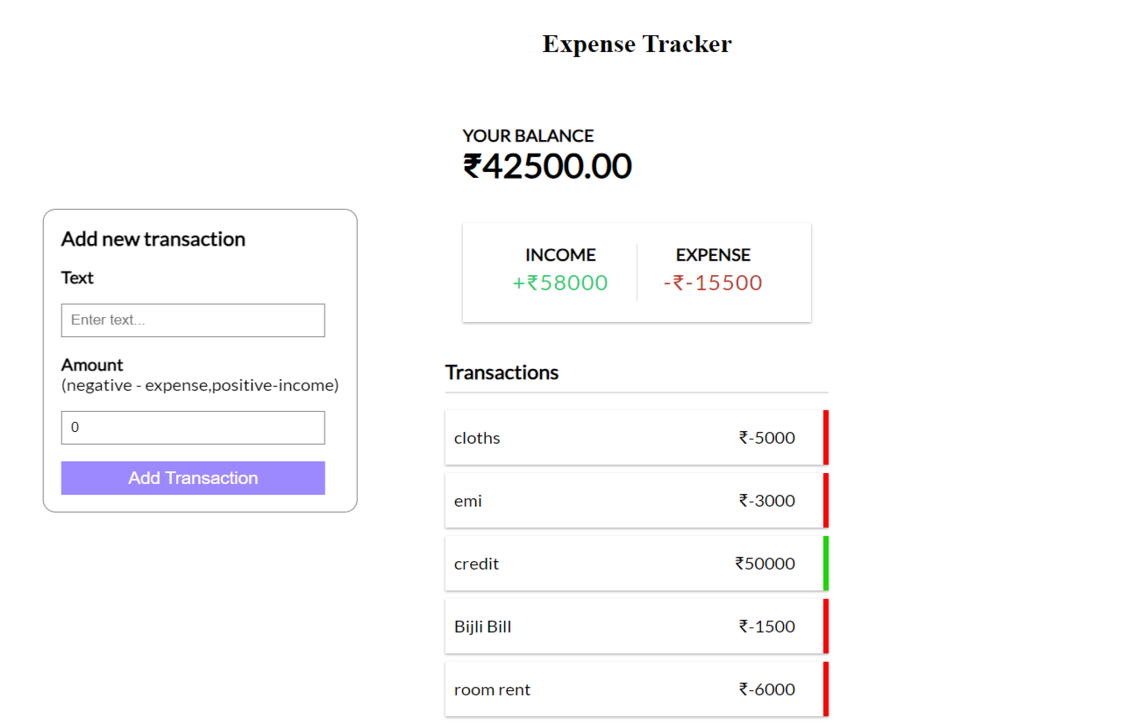 Expense Tracker
YOUR BALANCE
₹42500.00
Add new transaction
Text
Enter text...
Amount
(negative - expense,positive-income)
0
Add Transaction
INCOME
+₹58000
EXPENSE
-₹-15500
Transactions
cloths ₹-5000
emi ₹-3000
credit ₹50000
Bijli Bill ₹-1500
room rent ₹-6000